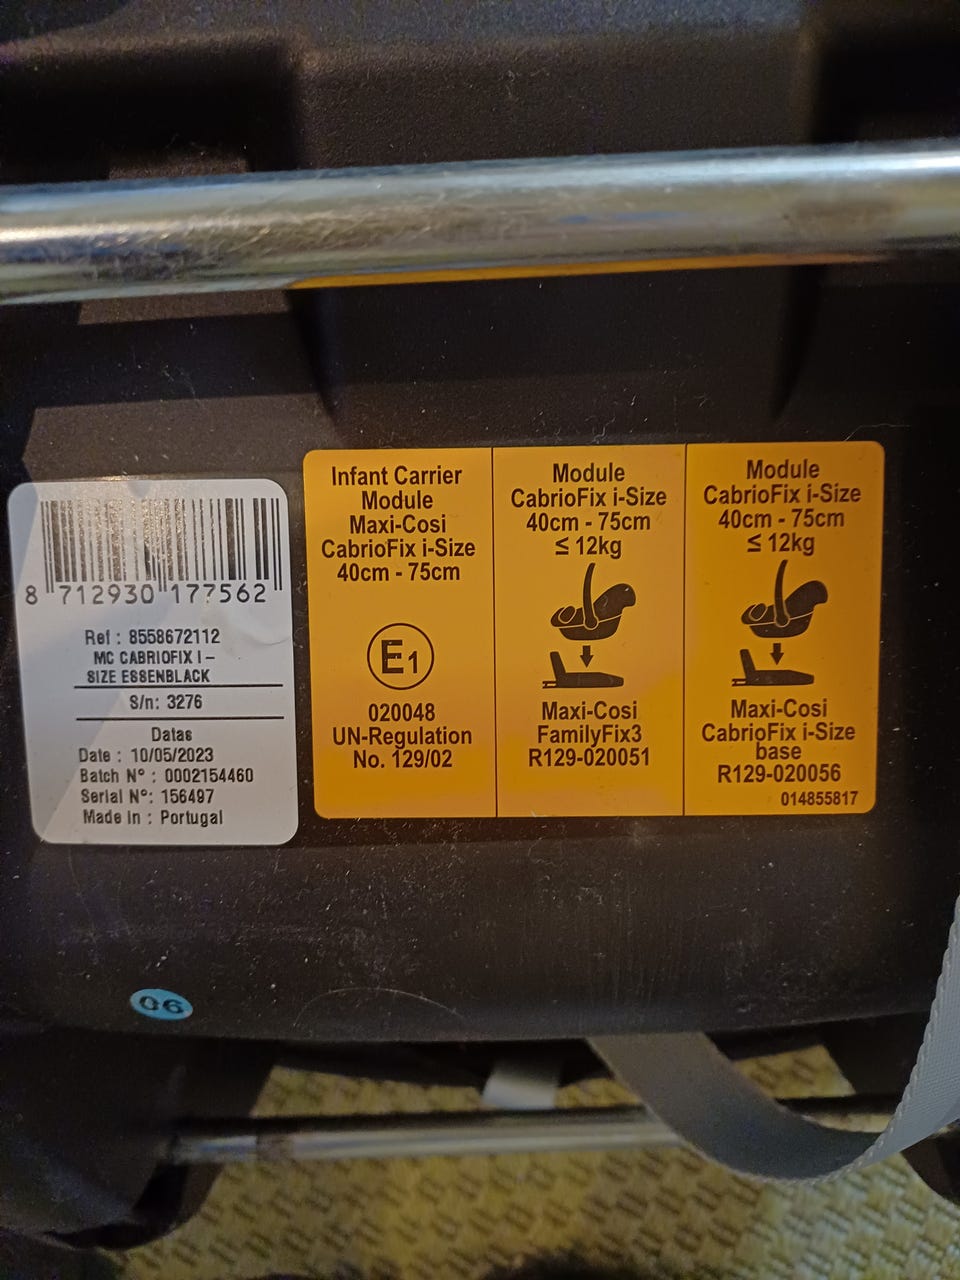 8 712930 177562
Ref : 8558672112
MC CABRIOFIX I-
SIZE ESSENBLACK
S/n: 3276
Datas
Date : 10/05/2023
Batch N° : 0002154460
Serial N°: 156497
Made in : Portugal
Infant Carrier
Module
Maxi-Cosi
CabrioFix i-Size
40cm - 75cm
E1
020048
UN-Regulation
No. 129/02
Module
CabrioFix i-Size
40cm - 75cm
≤ 12kg
Maxi-Cosi
FamilyFix3
R129-020051
Module
CabrioFix i-Size
40cm - 75cm
≤ 12kg
Maxi-Cosi
CabrioFix i-Size
base
R129-020056
014855817
06